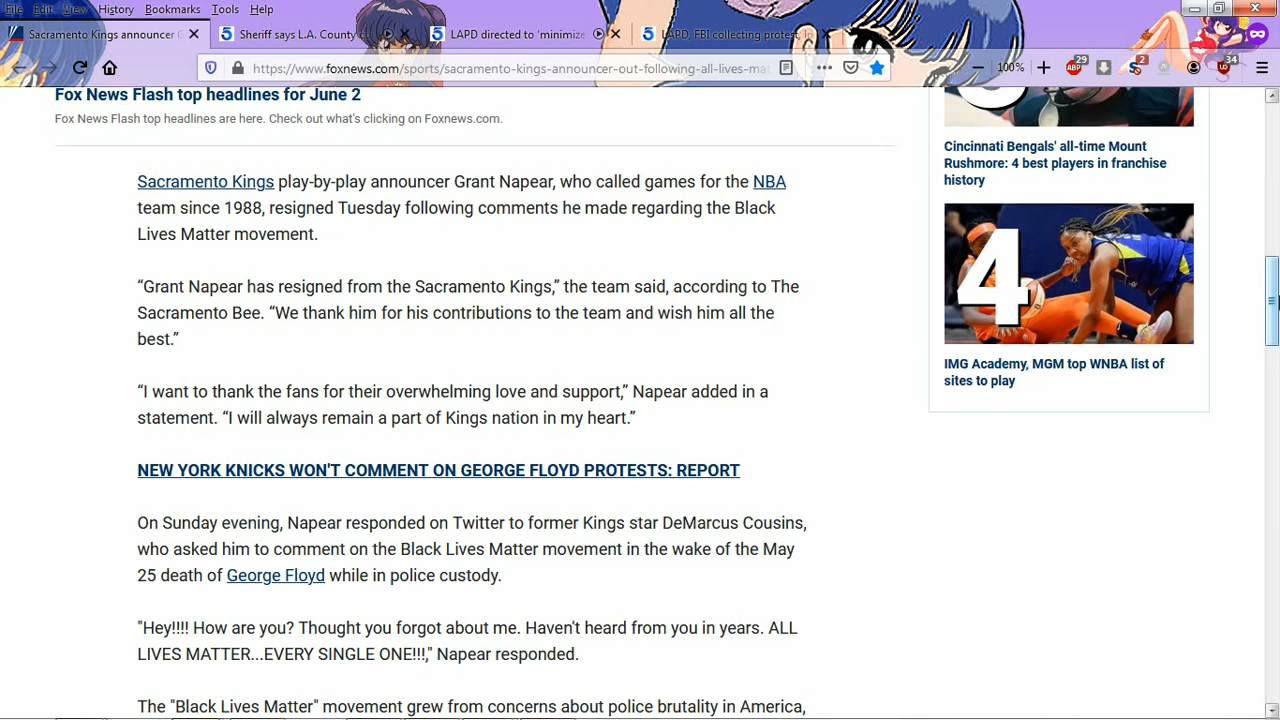 File Edit View History Bookmarks Tools Help
Sacramento Kings announcer
Sheriff says L.A. County
LAPD directed to
LAPD, FBI collecting protest,
https://www.foxnews.com/sports/sacramento-kings-announcer-out-following-all-lives-mat
100%
29
2
34
Fox News Flash top headlines for June 2
Fox News Flash top headlines are here. Check out what's clicking on Foxnews.com.
Sacramento Kings play-by-play announcer Grant Napear, who called games for the NBA
team since 1988, resigned Tuesday following comments he made regarding the Black
Lives Matter movement.
“Grant Napear has resigned from the Sacramento Kings,” the team said, according to The
Sacramento Bee. “We thank him for his contributions to the team and wish him all the
best.”
“I want to thank the fans for their overwhelming love and support,” Napear added in a
statement. “I will always remain a part of Kings nation in my heart.”
NEW YORK KNICKS WON'T COMMENT ON GEORGE FLOYD PROTESTS: REPORT
On Sunday evening, Napear responded on Twitter to former Kings star DeMarcus Cousins,
who asked him to comment on the Black Lives Matter movement in the wake of the May
25 death of George Floyd while in police custody.
"Hey!!!! How are you? Thought you forgot about me. Haven't heard from you in years. ALL
LIVES MATTER...EVERY SINGLE ONE!!!," Napear responded.
The "Black Lives Matter" movement grew from concerns about police brutality in America,
Cincinnati Bengals' all-time Mount
Rushmore: 4 best players in franchise
history
4
IMG Academy, MGM top WNBA list of
sites to play